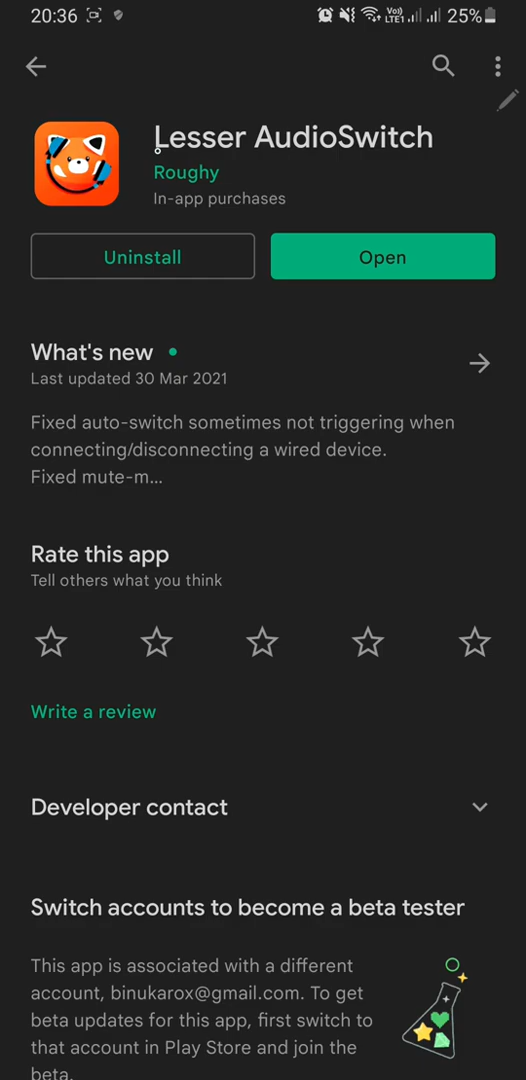 20:36 Vo) LTE1 25%
Lesser AudioSwitch
Roughy
In-app purchases
Uninstall Open
What's new
Last updated 30 Mar 2021
Fixed auto-switch sometimes not triggering when
connecting/disconnecting a wired device.
Fixed mute-m...
Rate this app
Tell others what you think
Write a review
Developer contact
Switch accounts to become a beta tester
This app is associated with a different
account, binukarox@gmail.com. To get
beta updates for this app, first switch to
that account in Play Store and join the
beta.